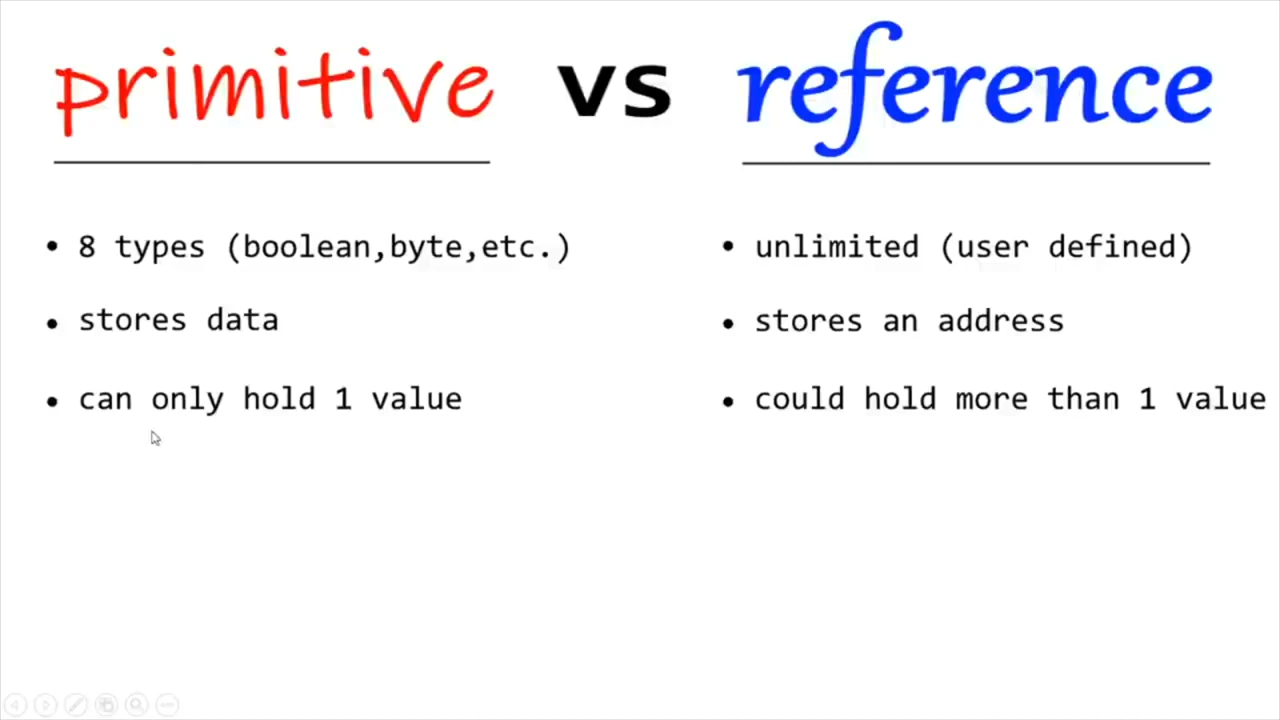 primitive vs reference
• 8 types (boolean,byte,etc.)
• unlimited (user defined)
• stores data
• stores an address
• can only hold 1 value
• could hold more than 1 value